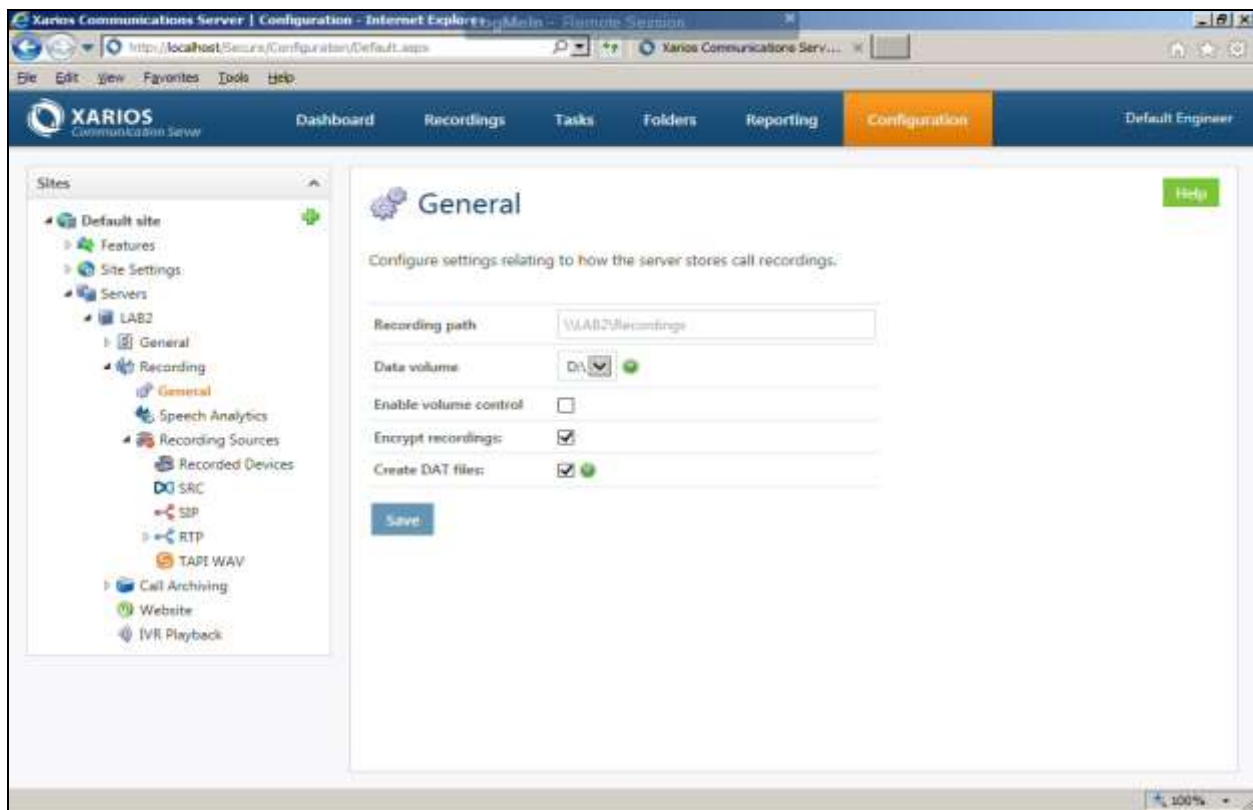 Xarios Communications Server | Configuration - Internet Explorer
LogMeIn - Remote Session
http://localhost/Secure/Configuration/Default.aspx
Xarios Communications Serv...
File Edit View Favorites Tools Help
XARIOS
Communication Server
Dashboard Recordings Tasks Folders Reporting Configuration
Default Engineer
Sites
Default site
Features
Site Settings
Servers
LAB2
General
Recording
General
Speech Analytics
Recording Sources
Recorded Devices
SRC
SIP
RTP
TAPI WAV
Call Archiving
Website
IVR Playback
General
Help
Configure settings relating to how the server stores call recordings.
Recording path \\LAB2\Recordings
Data volume D:\
Enable volume control
Encrypt recordings:
Create DAT files:
Save
100%